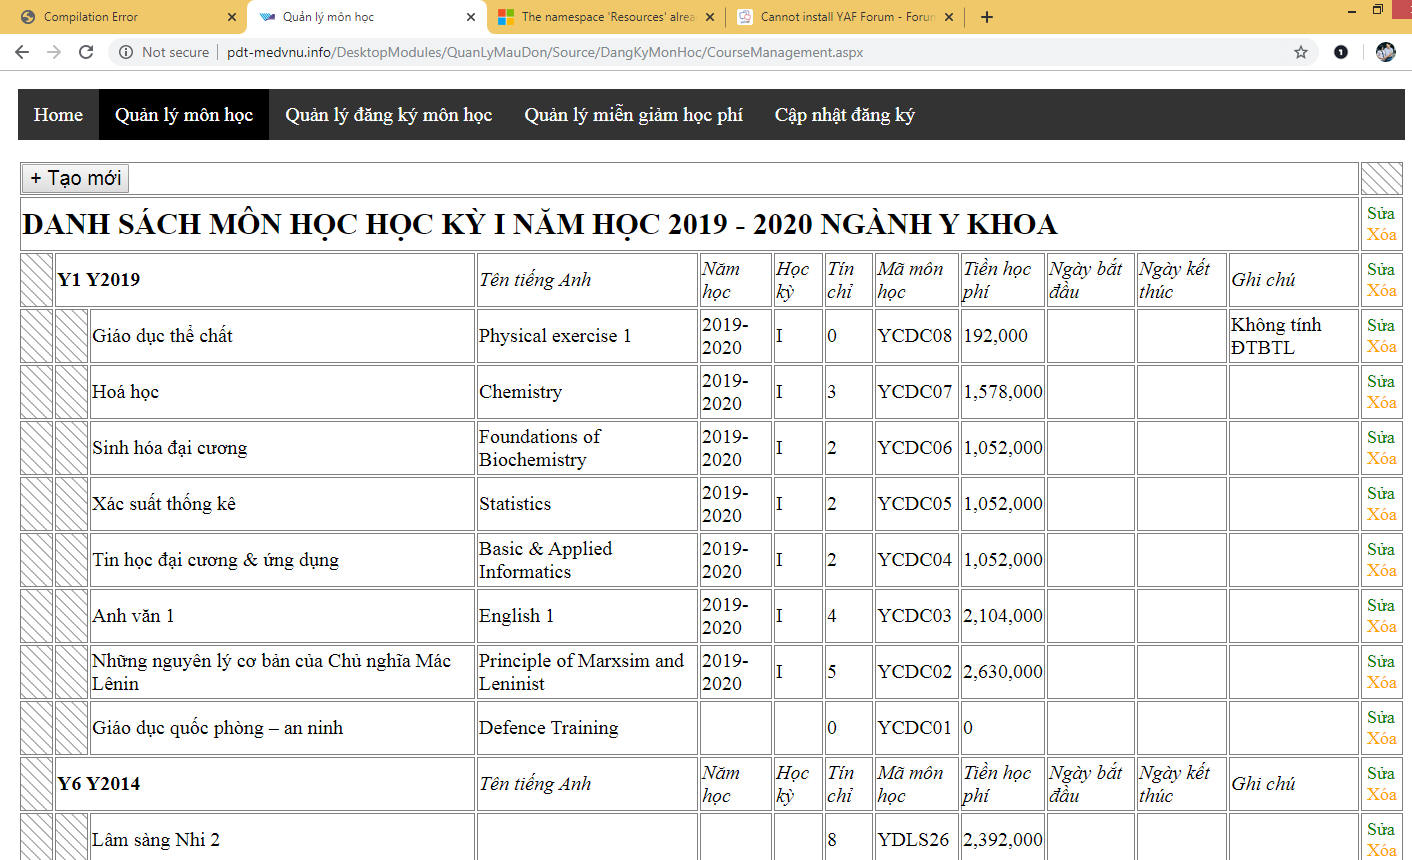 Compilation Error
Quản lý môn học
The namespace 'Resources' alrea
Cannot install YAF Forum - Forun
Not secure | pdt-medvnu.info/DesktopModules/QuanLyMauDon/Source/DangKyMonHoc/CourseManagement.aspx
Home Quản lý môn học Quản lý đăng ký môn học Quản lý miễn giảm học phí Cập nhật đăng ký
+ Tạo mới
DANH SÁCH MÔN HỌC HỌC KỲ I NĂM HỌC 2019 - 2020 NGÀNH Y KHOA Sửa Xóa
Y1 Y2019 Tên tiếng Anh Năm học Học kỳ Tín chỉ Mã môn học Tiền học phí Ngày bắt đầu Ngày kết thúc Ghi chú Sửa Xóa
Giáo dục thể chất Physical exercise 1 2019-2020 I 0 YCDC08 192,000 Không tính ĐTBTL Sửa Xóa
Hoá học Chemistry 2019-2020 I 3 YCDC07 1,578,000 Sửa Xóa
Sinh hóa đại cương Foundations of Biochemistry 2019-2020 I 2 YCDC06 1,052,000 Sửa Xóa
Xác suất thống kê Statistics 2019-2020 I 2 YCDC05 1,052,000 Sửa Xóa
Tin học đại cương & ứng dụng Basic & Applied Informatics 2019-2020 I 2 YCDC04 1,052,000 Sửa Xóa
Anh văn 1 English 1 2019-2020 I 4 YCDC03 2,104,000 Sửa Xóa
Những nguyên lý cơ bản của Chủ nghĩa Mác Lênin Principle of Marxsim and Leninist 2019-2020 I 5 YCDC02 2,630,000 Sửa Xóa
Giáo dục quốc phòng – an ninh Defence Training 0 YCDC01 0 Sửa Xóa
Y6 Y2014 Tên tiếng Anh Năm học Học kỳ Tín chỉ Mã môn học Tiền học phí Ngày bắt đầu Ngày kết thúc Ghi chú Sửa Xóa
Lâm sàng Nhi 2 8 YDLS26 2,392,000 Sửa Xóa